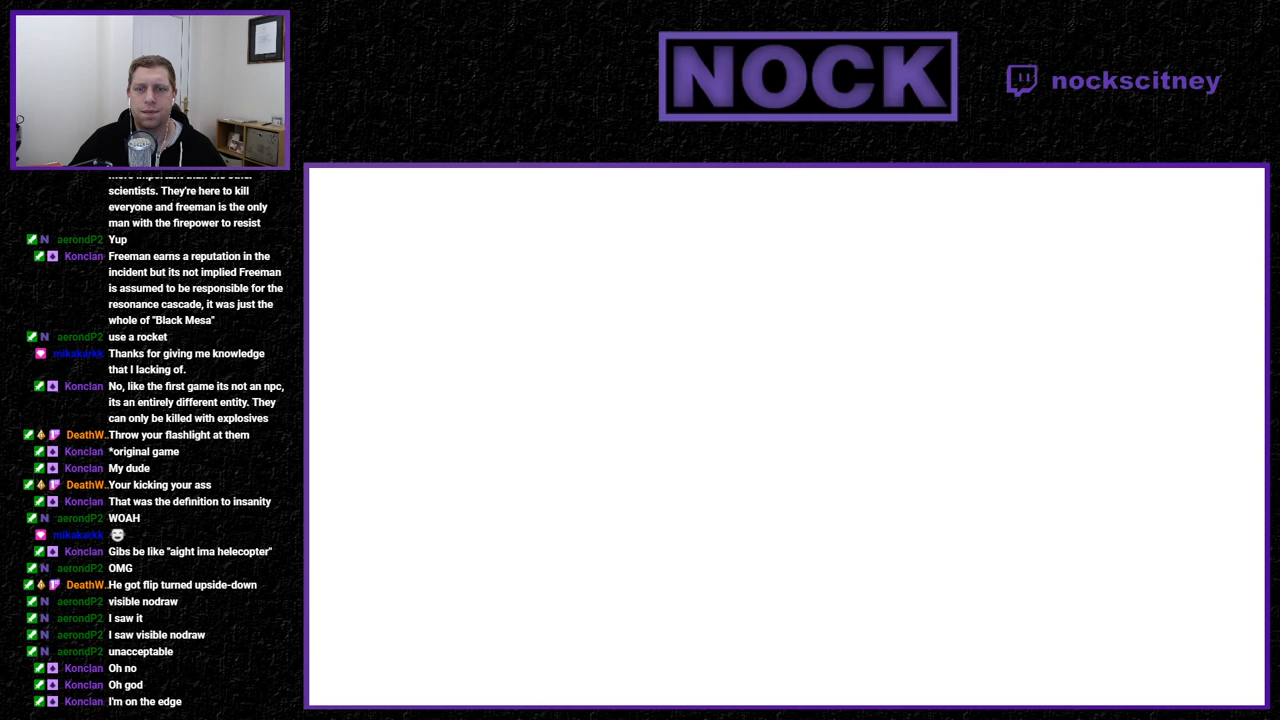 NOCK
nockscitney
scientists. They're here to kill
everyone and freeman is the only
man with the firepower to resist
aerondP2 Yup
Konclan Freeman earns a reputation in the
incident but its not implied Freeman
is assumed to be responsible for the
resonance cascade, it was just the
whole of "Black Mesa"
aerondP2 use a rocket
mikakarkk Thanks for giving me knowledge
that I lacking of.
Konclan No, like the first game its not an npc,
its an entirely different entity. They
can only be killed with explosives
DeathW.. Throw your flashlight at them
Konclan *original game
Konclan My dude
DeathW.. Your kicking your ass
Konclan That was the definition to insanity
N aerondP2 WOAH
mikakarkk
Konclan Gibs be like "aight ima helecopter"
N aerondP2 OMG
DeathW.. He got flip turned upside-down
N aerondP2 visible nodraw
N aerondP2 I saw it
N aerondP2 I saw visible nodraw
N aerondP2 unacceptable
Konclan Oh no
Konclan Oh god
Konclan I'm on the edge